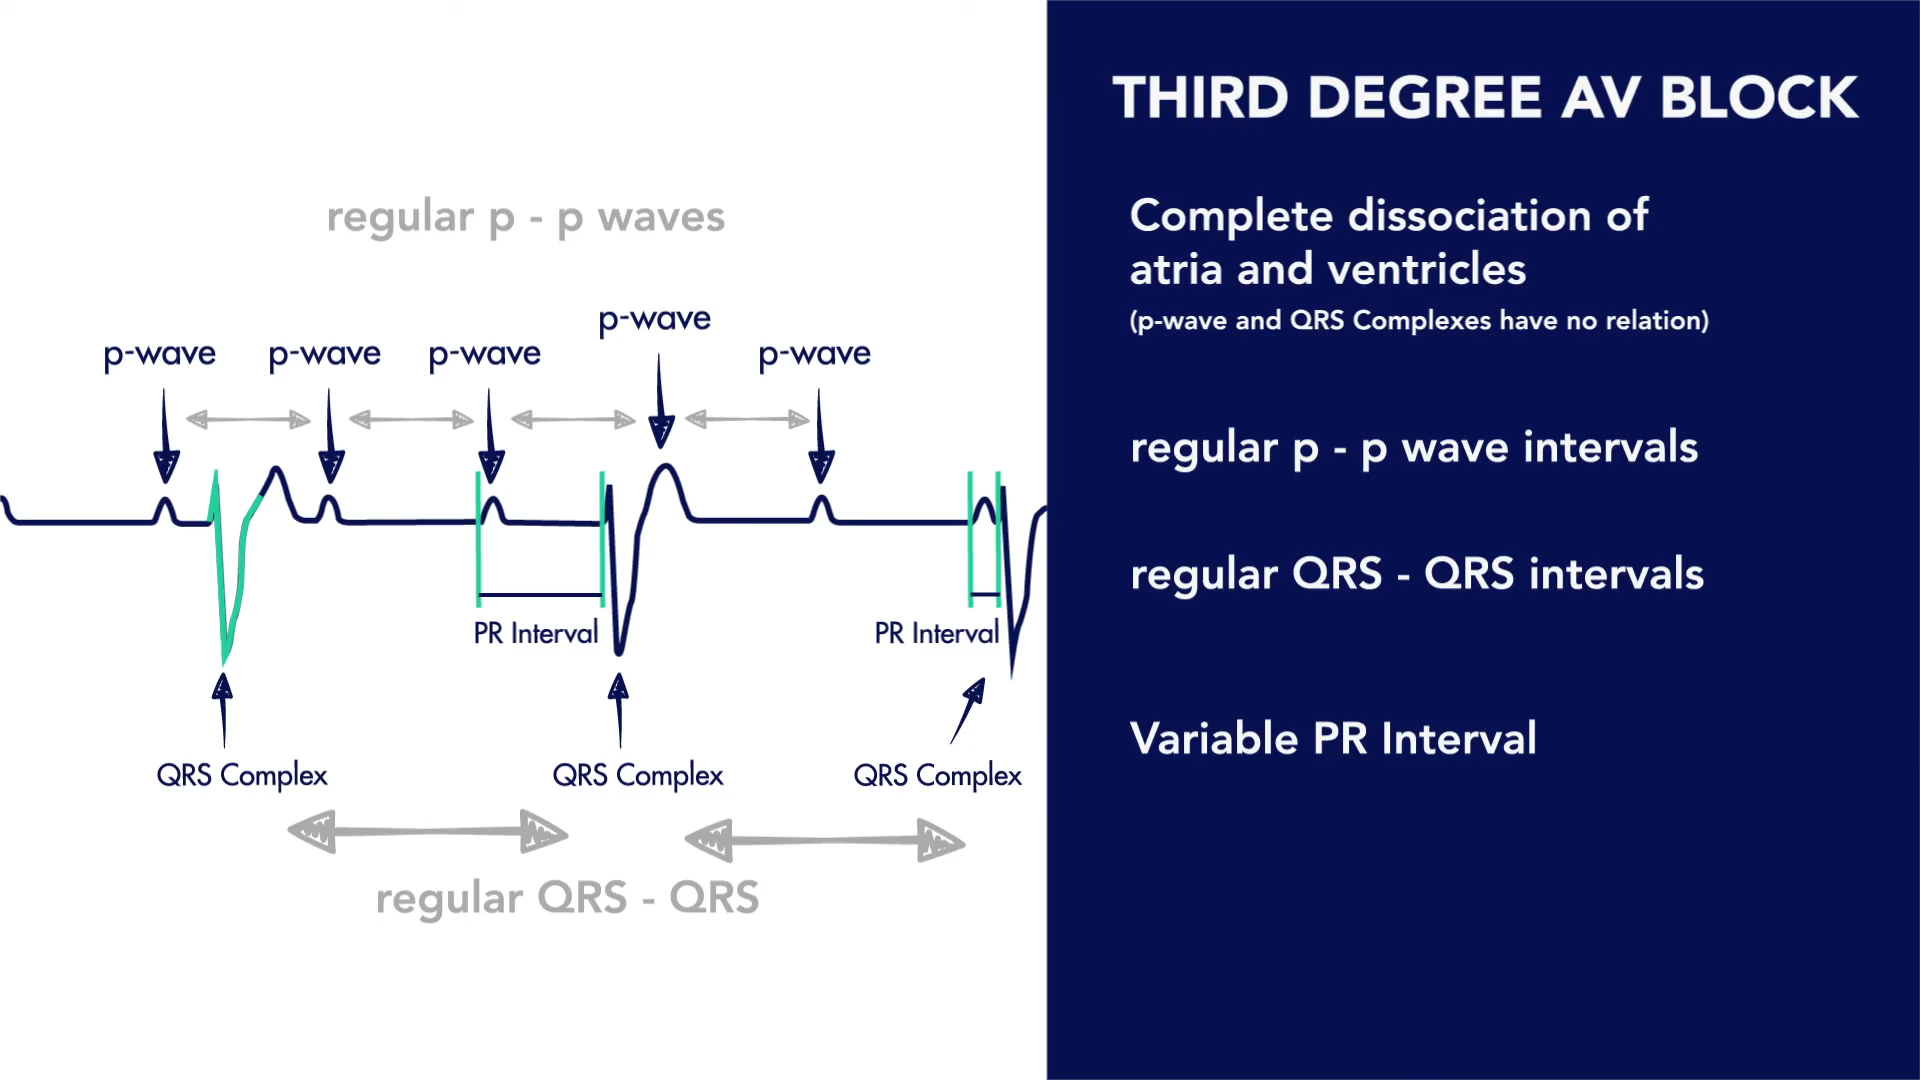 regular p - p waves
p-wave
p-wave
p-wave
p-wave
p-wave
PR Interval
PR Interval
QRS Complex
QRS Complex
QRS Complex
regular QRS - QRS
THIRD DEGREE AV BLOCK
Complete dissociation of
atria and ventricles
(p-wave and QRS Complexes have no relation)
regular p - p wave intervals
regular QRS - QRS intervals
Variable PR Interval